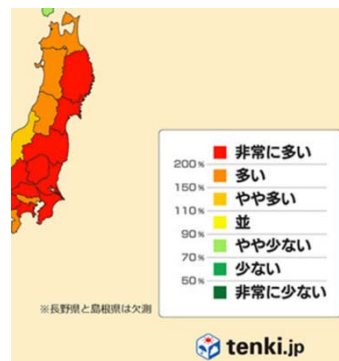 非常に多い
200%
多い
150%
やや多い
110%
並
90%
やや少ない
70%
少ない
50%
非常に少ない
※長野県と島根県は欠測
tenki.jp